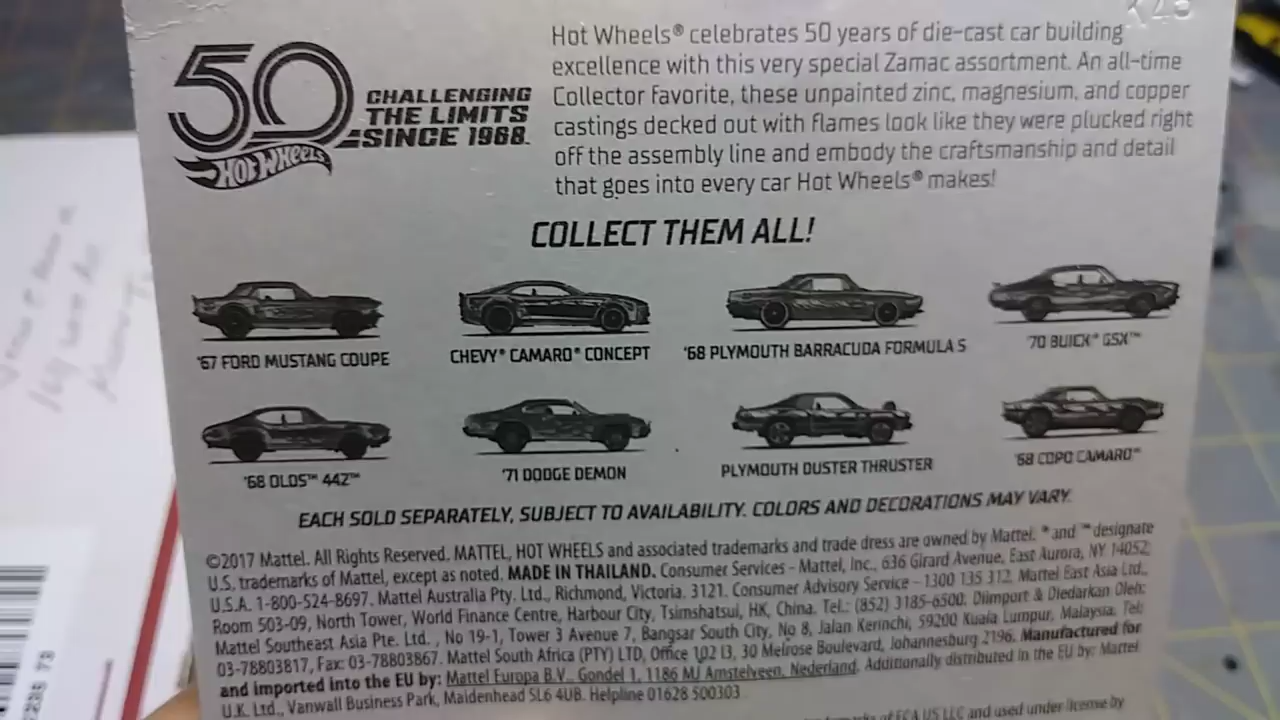 K48
50
HOT WHEELS
CHALLENGING
THE LIMITS
SINCE 1968.
Hot Wheels® celebrates 50 years of die-cast car building
excellence with this very special Zamac assortment. An all-time
Collector favorite, these unpainted zinc, magnesium, and copper
castings decked out with flames look like they were plucked right
off the assembly line and embody the craftsmanship and detail
that goes into every car Hot Wheels® makes!
COLLECT THEM ALL!
'67 FORD MUSTANG COUPE
CHEVY® CAMARO® CONCEPT
'68 PLYMOUTH BARRACUDA FORMULA S
'70 BUICK® GSX™
'68 OLDS™ 442™
'71 DODGE DEMON
PLYMOUTH DUSTER THRUSTER
'68 COPO CAMARO™
EACH SOLD SEPARATELY, SUBJECT TO AVAILABILITY. COLORS AND DECORATIONS MAY VARY.
©2017 Mattel. All Rights Reserved. MATTEL, HOT WHEELS and associated trademarks and trade dress are owned by Mattel. ® and ™ designate
U.S. trademarks of Mattel, except as noted. MADE IN THAILAND. Consumer Services - Mattel, Inc., 636 Girard Avenue, East Aurora, NY 14052,
U.S.A. 1-800-524-8697. Mattel Australia Pty. Ltd., Richmond, Victoria. 3121. Consumer Advisory Service - 1300 135 312. Mattel East Asia Ltd.,
Room 503-09, North Tower, World Finance Centre, Harbour City, Tsimshatsui, HK, China. Tel.: (852) 3185-6500. Diimport & Diedarkan Oleh:
Mattel Southeast Asia Pte. Ltd., No 19-1, Tower 3 Avenue 7, Bangsar South City, No 8, Jalan Kerinchi, 59200 Kuala Lumpur, Malaysia. Tel:
03-78803817, Fax: 03-78803867. Mattel South Africa (PTY) LTD, Office 102 I3, 30 Melrose Boulevard, Johannesburg 2196. Manufactured for
and imported into the EU by: Mattel Europa B.V., Gondel 1, 1186 MJ Amstelveen, Nederland. Additionally distributed in the EU by: Mattel
U.K. Ltd., Vanwall Business Park, Maidenhead SL6 4UB. Helpline 01628 500303.
of FCA US LLC and used under license by